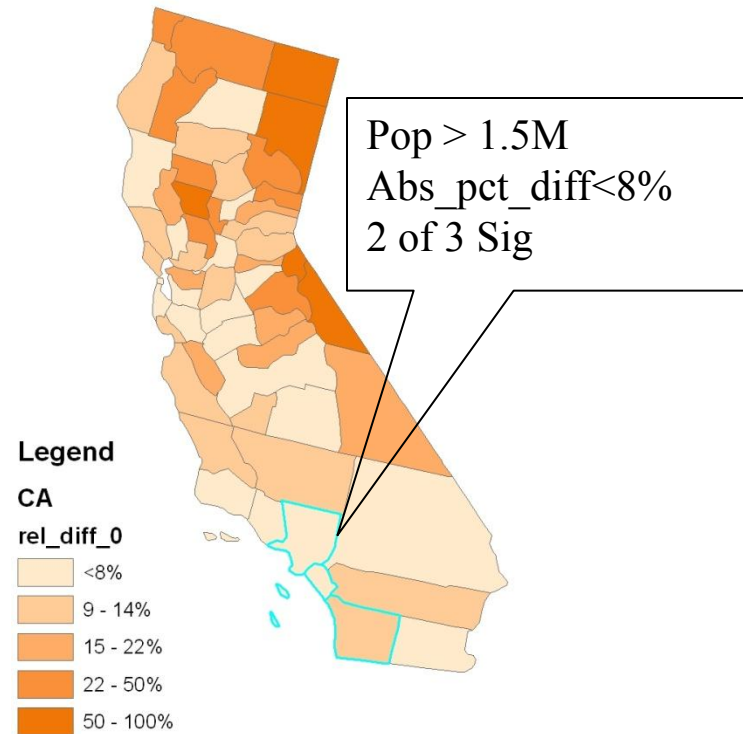 Pop > 1.5M
Abs_pct_diff<8%
2 of 3 Sig
Legend
CA
rel_diff_0
<8%
9 - 14%
15 - 22%
22 - 50%
50 - 100%